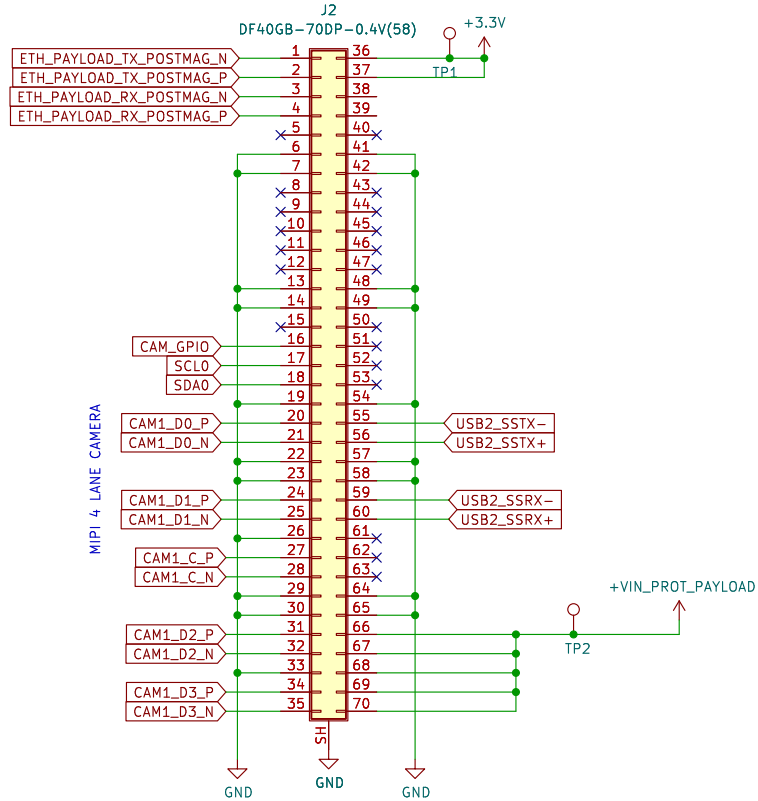 J2
DF40GB-70DP-0.4V(58)
+3.3V
TP1
ETH_PAYLOAD_TX_POSTMAG_N 1 36
ETH_PAYLOAD_TX_POSTMAG_P 2 37
ETH_PAYLOAD_RX_POSTMAG_N 3 38
ETH_PAYLOAD_RX_POSTMAG_P 4 39
5 40
6 41
7 42
8 43
9 44
10 45
11 46
12 47
13 48
14 49
15 50
CAM_GPIO 16 51
SCL0 17 52
SDA0 18 53
19 54
CAM1_D0_P 20 55 USB2_SSTX-
CAM1_D0_N 21 56 USB2_SSTX+
22 57
23 58
CAM1_D1_P 24 59 USB2_SSRX-
CAM1_D1_N 25 60 USB2_SSRX+
26 61
CAM1_C_P 27 62
CAM1_C_N 28 63
29 64
30 65
CAM1_D2_P 31 66
CAM1_D2_N 32 67
33 68
CAM1_D3_P 34 69
CAM1_D3_N 35 70
MIPI 4 LANE CAMERA
+VIN_PROT_PAYLOAD
TP2
SH
GND
GND
GND